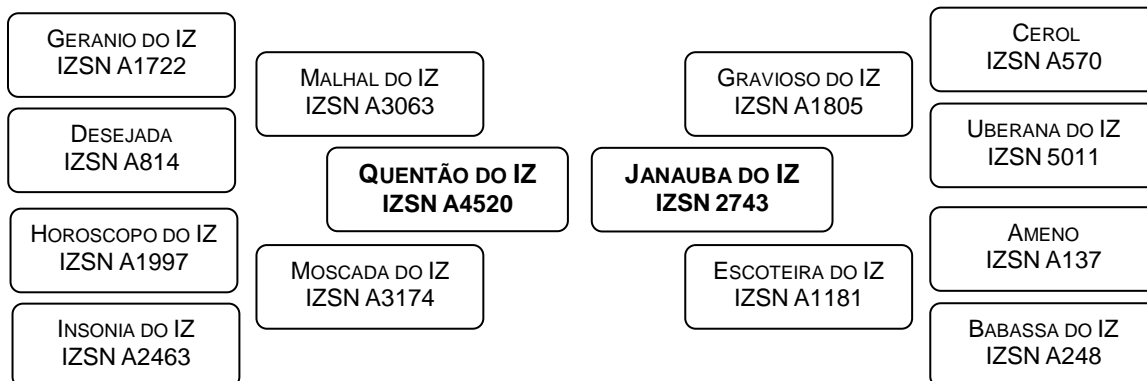 Geranio do IZ
IZSN A1722
Desejada
IZSN A814
Horoscopo do IZ
IZSN A1997
Insonia do IZ
IZSN A2463
Malhal do IZ
IZSN A3063
Moscada do IZ
IZSN A3174
Quentão do IZ
IZSN A4520
Janauba do IZ
IZSN 2743
Gravioso do IZ
IZSN A1805
Escoteira do IZ
IZSN A1181
Cerol
IZSN A570
Uberana do IZ
IZSN 5011
Ameno
IZSN A137
Babassa do IZ
IZSN A248